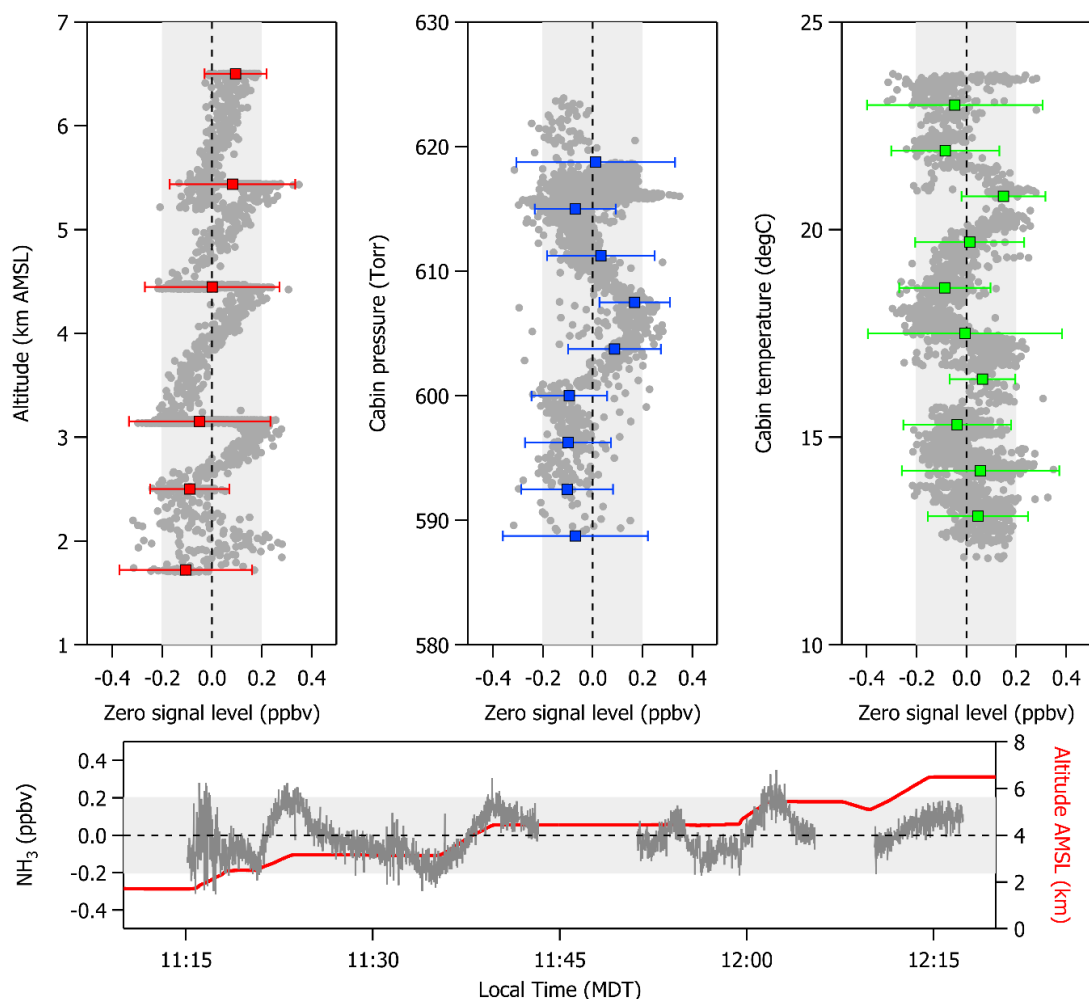 7
6
5
4
3
2
1
Altitude (km AMSL)
-0.4 -0.2 0.0 0.2 0.4
Zero signal level (ppbv)
630
620
610
600
590
580
Cabin pressure (Torr)
-0.4 -0.2 0.0 0.2 0.4
Zero signal level (ppbv)
25
20
15
10
Cabin temperature (degC)
-0.4 -0.2 0.0 0.2 0.4
Zero signal level (ppbv)
0.4
0.2
0.0
-0.2
-0.4
NH₃ (ppbv)
8
6
4
2
0
Altitude AMSL (km)
11:15 11:30 11:45 12:00 12:15
Local Time (MDT)